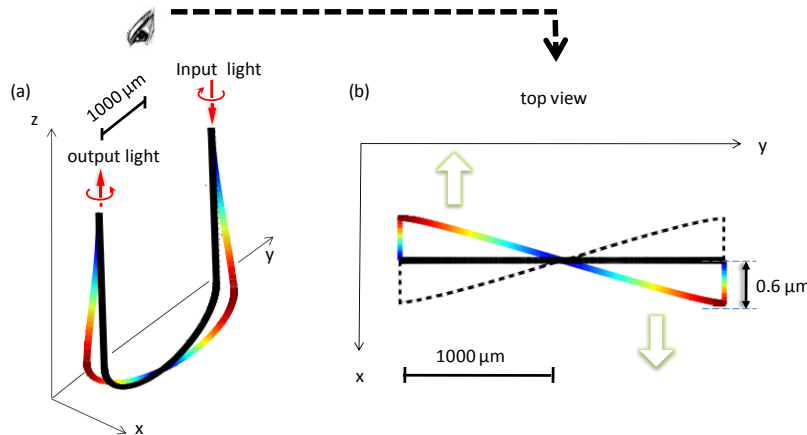 (a)
1000 µm
Input light
z
output light
y
x
(b)
top view
y
0.6 µm
1000 µm
x